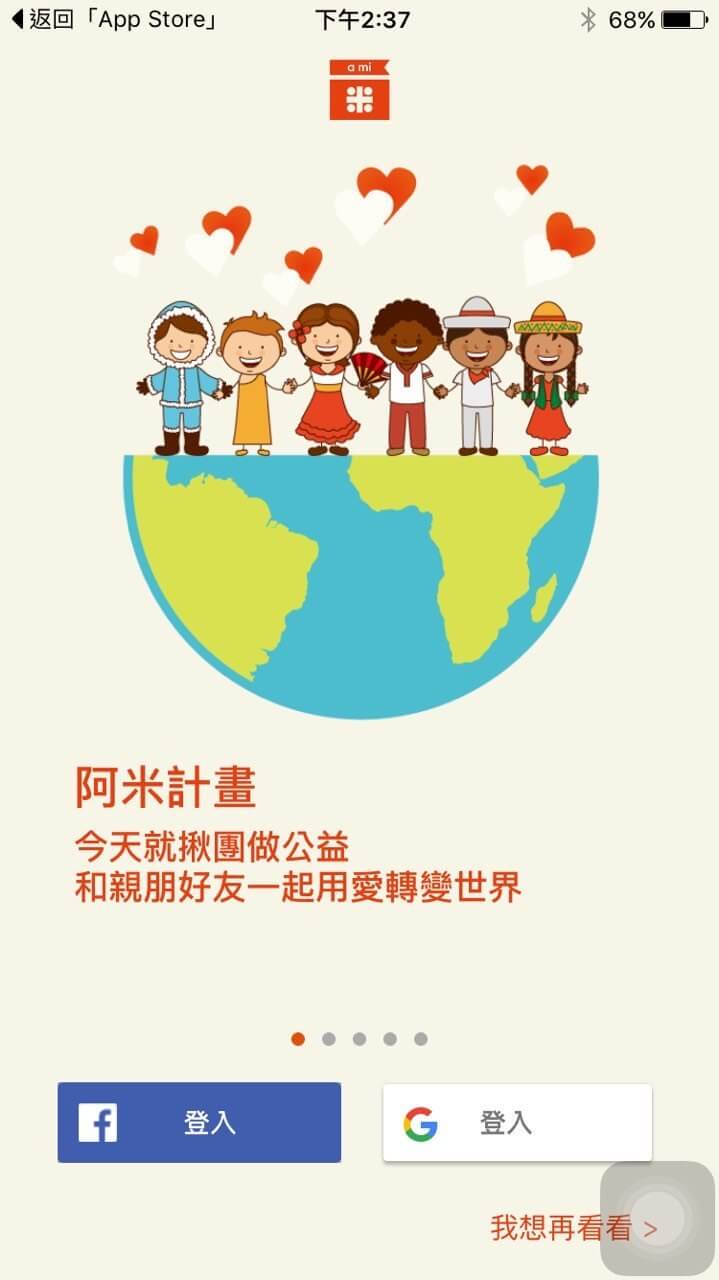 返回「App Store」
下午2:37
68%
a mi
米
阿米計畫
今天就揪團做公益
和親朋好友一起用愛轉變世界
登入
登入
我想再看看 >